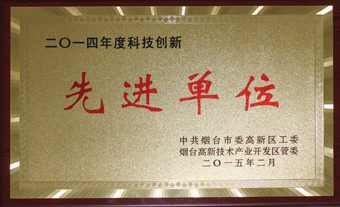 二〇一四年度科技创新
先进单位
中共烟台市委高新区工委
烟台高新技术产业开发区管委
二〇一五年二月